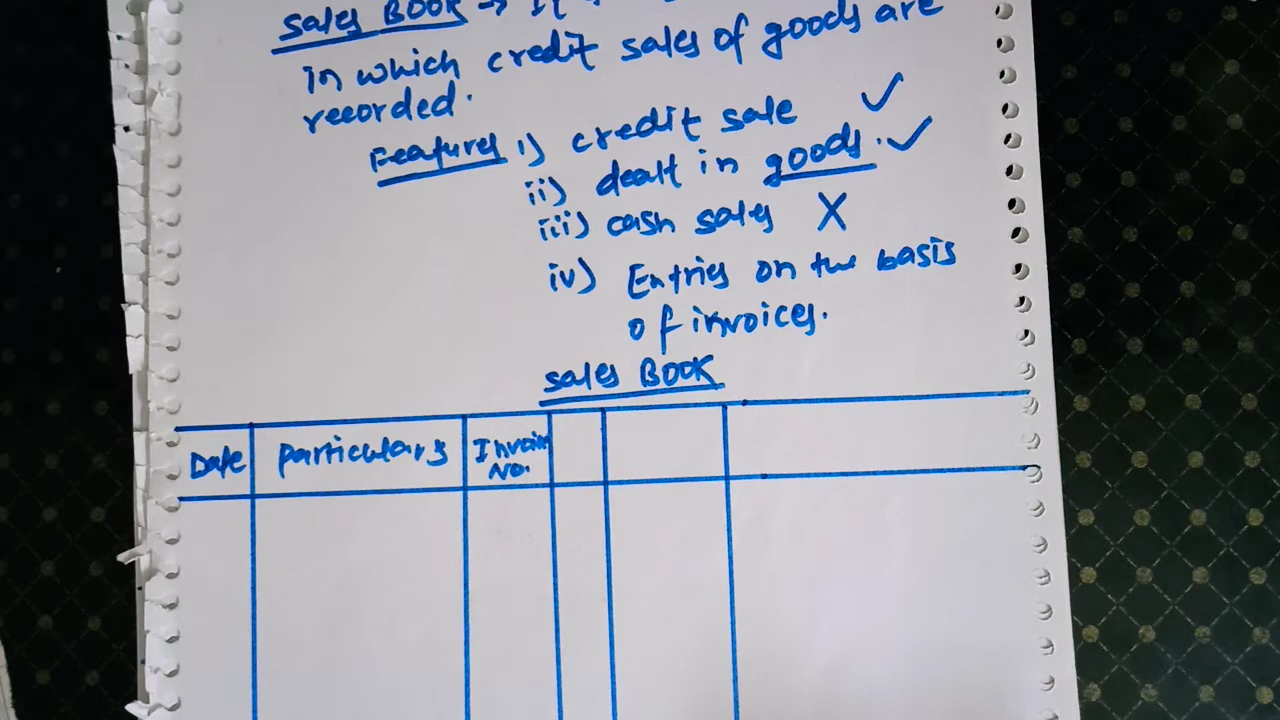 Sales BOOK → It
in which credit sales of goods are
recorded.
Features i) credit sale ✓
ii) dealt in goods. ✓
iii) cash sales X
iv) Entries on the basis
of invoices.
Sales BOOK
Date Particulars Invoice No.